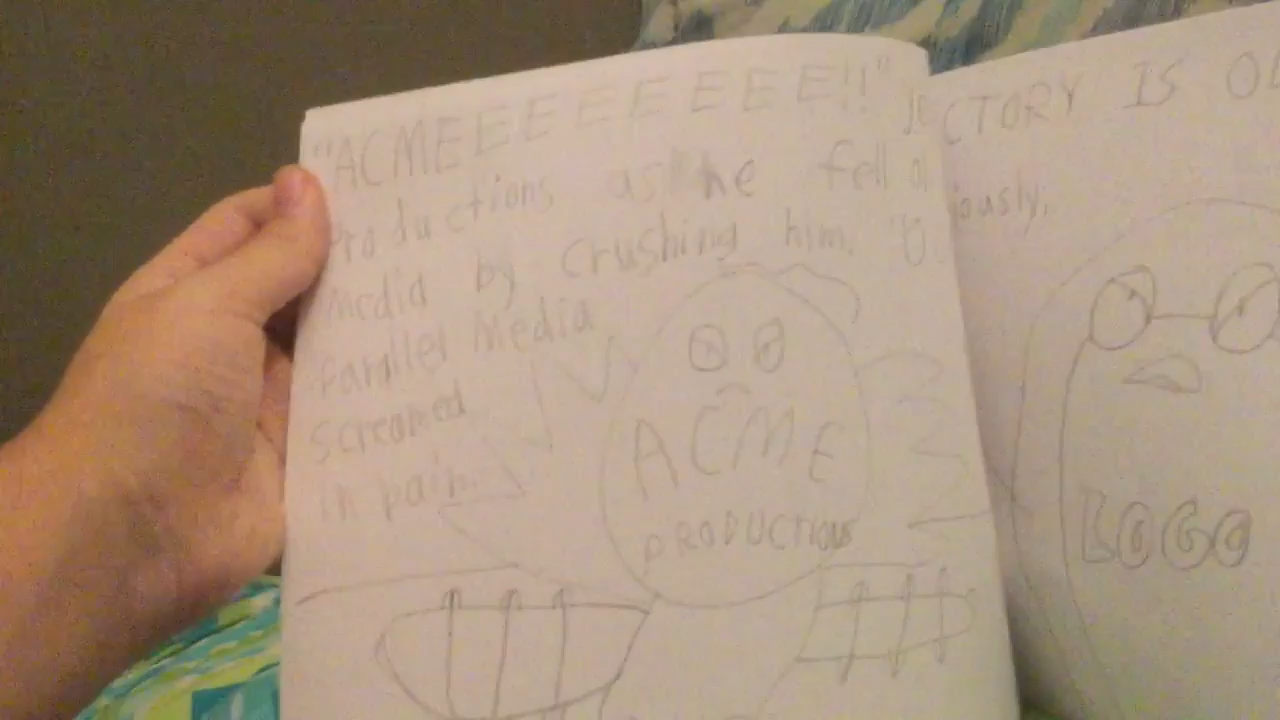 "ACMEEEEEEEEE!!"
Productions as he fell
Media by crushing him.
Parallel Media
screamed
in pain.
ACME
PRODUCTIONS
CTORY IS
iously,
LOGO